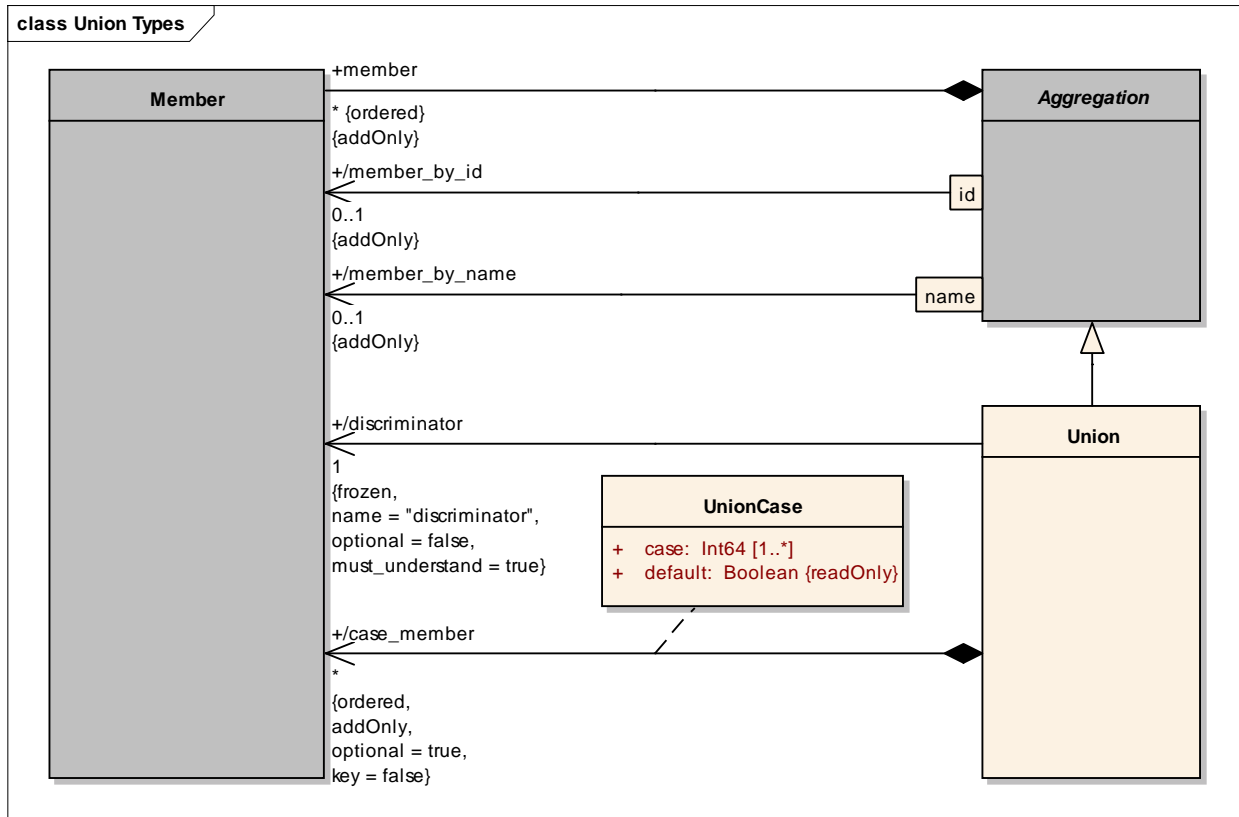 class Union Types
Member
Aggregation
+member
* {ordered}
{addOnly}
+/member_by_id
id
0..1
{addOnly}
+/member_by_name
name
0..1
{addOnly}
+/discriminator
Union
1
{frozen,
name = "discriminator",
optional = false,
must_understand = true}
UnionCase
+ case: Int64 [1..*]
+ default: Boolean {readOnly}
+/case_member
*
{ordered,
addOnly,
optional = true,
key = false}